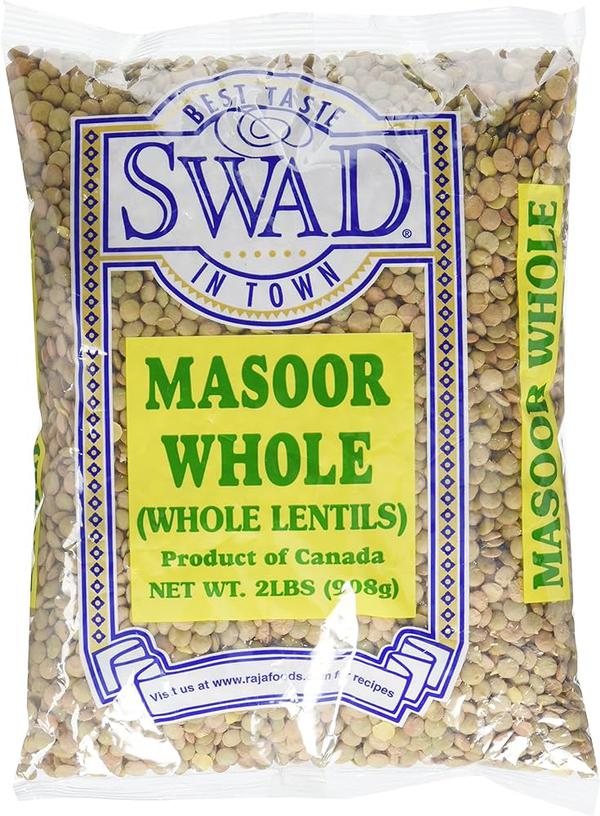 BEST TASTE
SWAD®
IN TOWN
MASOOR
WHOLE
(WHOLE LENTILS)
Product of Canada
NET WT. 2LBS (908g)
Visit us at www.rajafoods.com for recipes
MASOOR WHOLE